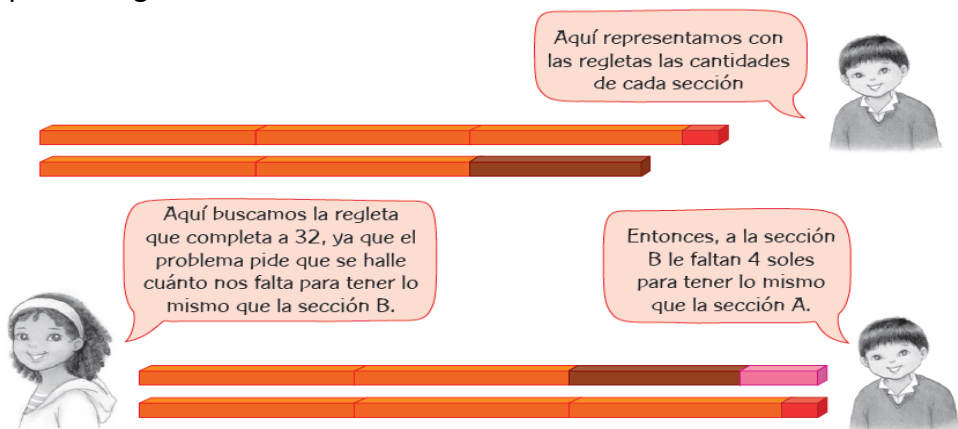 Aquí representamos con
las regletas las cantidades
de cada sección
Aquí buscamos la regleta
que completa a 32, ya que el
problema pide que se halle
cuánto nos falta para tener lo
mismo que la sección B.
Entonces, a la sección
B le faltan 4 soles
para tener lo mismo
que la sección A.